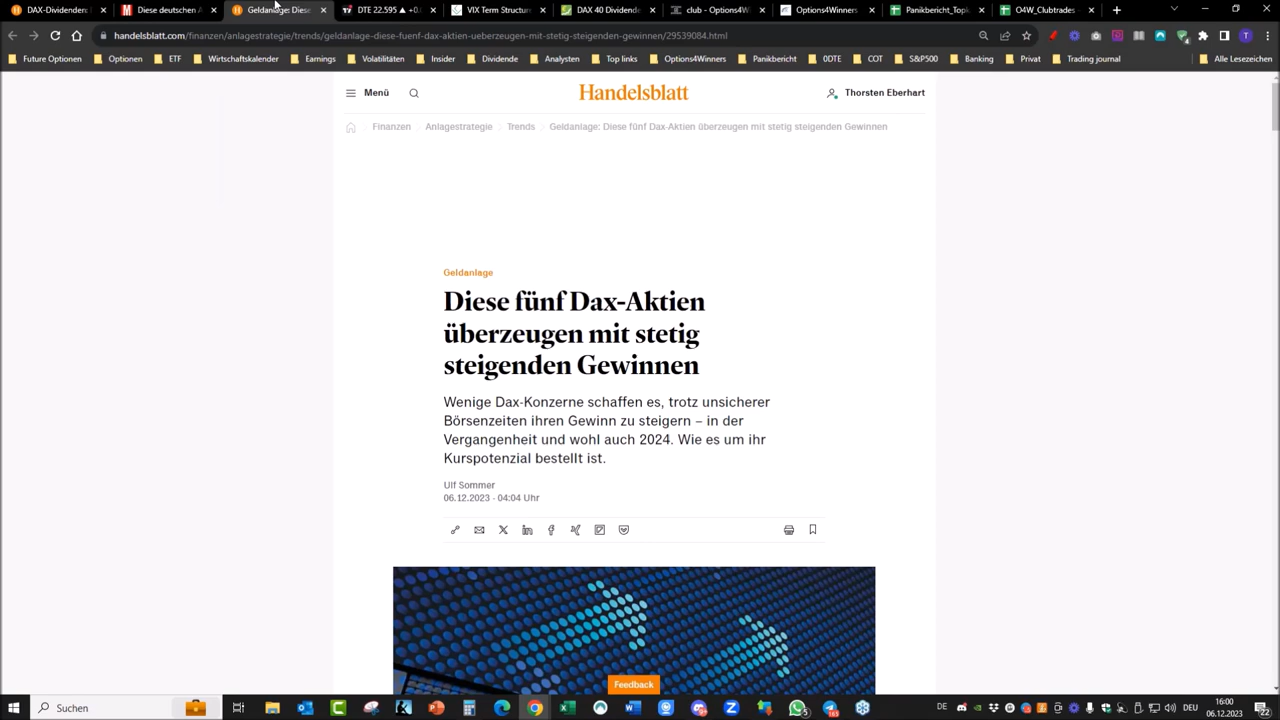 DAX-Dividenden:
Diese deutschen A
Geldanlage: Diese
DTE 22.595
VIX Term Structure
DAX 40 Dividende
club - Options4W
Options4Winners
Panikbericht_Topk
O4W_Clubtrades
handelsblatt.com/finanzen/anlagestrategie/trends/geldanlage-diese-fuenf-dax-aktien-ueberzeugen-mit-stetig-steigenden-gewinnen/29539084.html
Future Optionen
Optionen
ETF
Wirtschaftskalender
Earnings
Volatilitäten
Insider
Dividende
Analysten
Top links
Options4Winners
Panikbericht
0DTE
COT
S&P500
Banking
Privat
Trading journal
Alle Lesezeichen
Menü
Handelsblatt
Thorsten Eberhart
Finanzen
Anlagestrategie
Trends
Geldanlage: Diese fünf Dax-Aktien überzeugen mit stetig steigenden Gewinnen
Geldanlage
Diese fünf Dax-Aktien
überzeugen mit stetig
steigenden Gewinnen
Wenige Dax-Konzerne schaffen es, trotz unsicherer
Börsenzeiten ihren Gewinn zu steigern – in der
Vergangenheit und wohl auch 2024. Wie es um ihr
Kurspotenzial bestellt ist.
Ulf Sommer
06.12.2023 - 04:04 Uhr
Feedback
Suchen
DE
DEU
16:00
06.12.2023
22